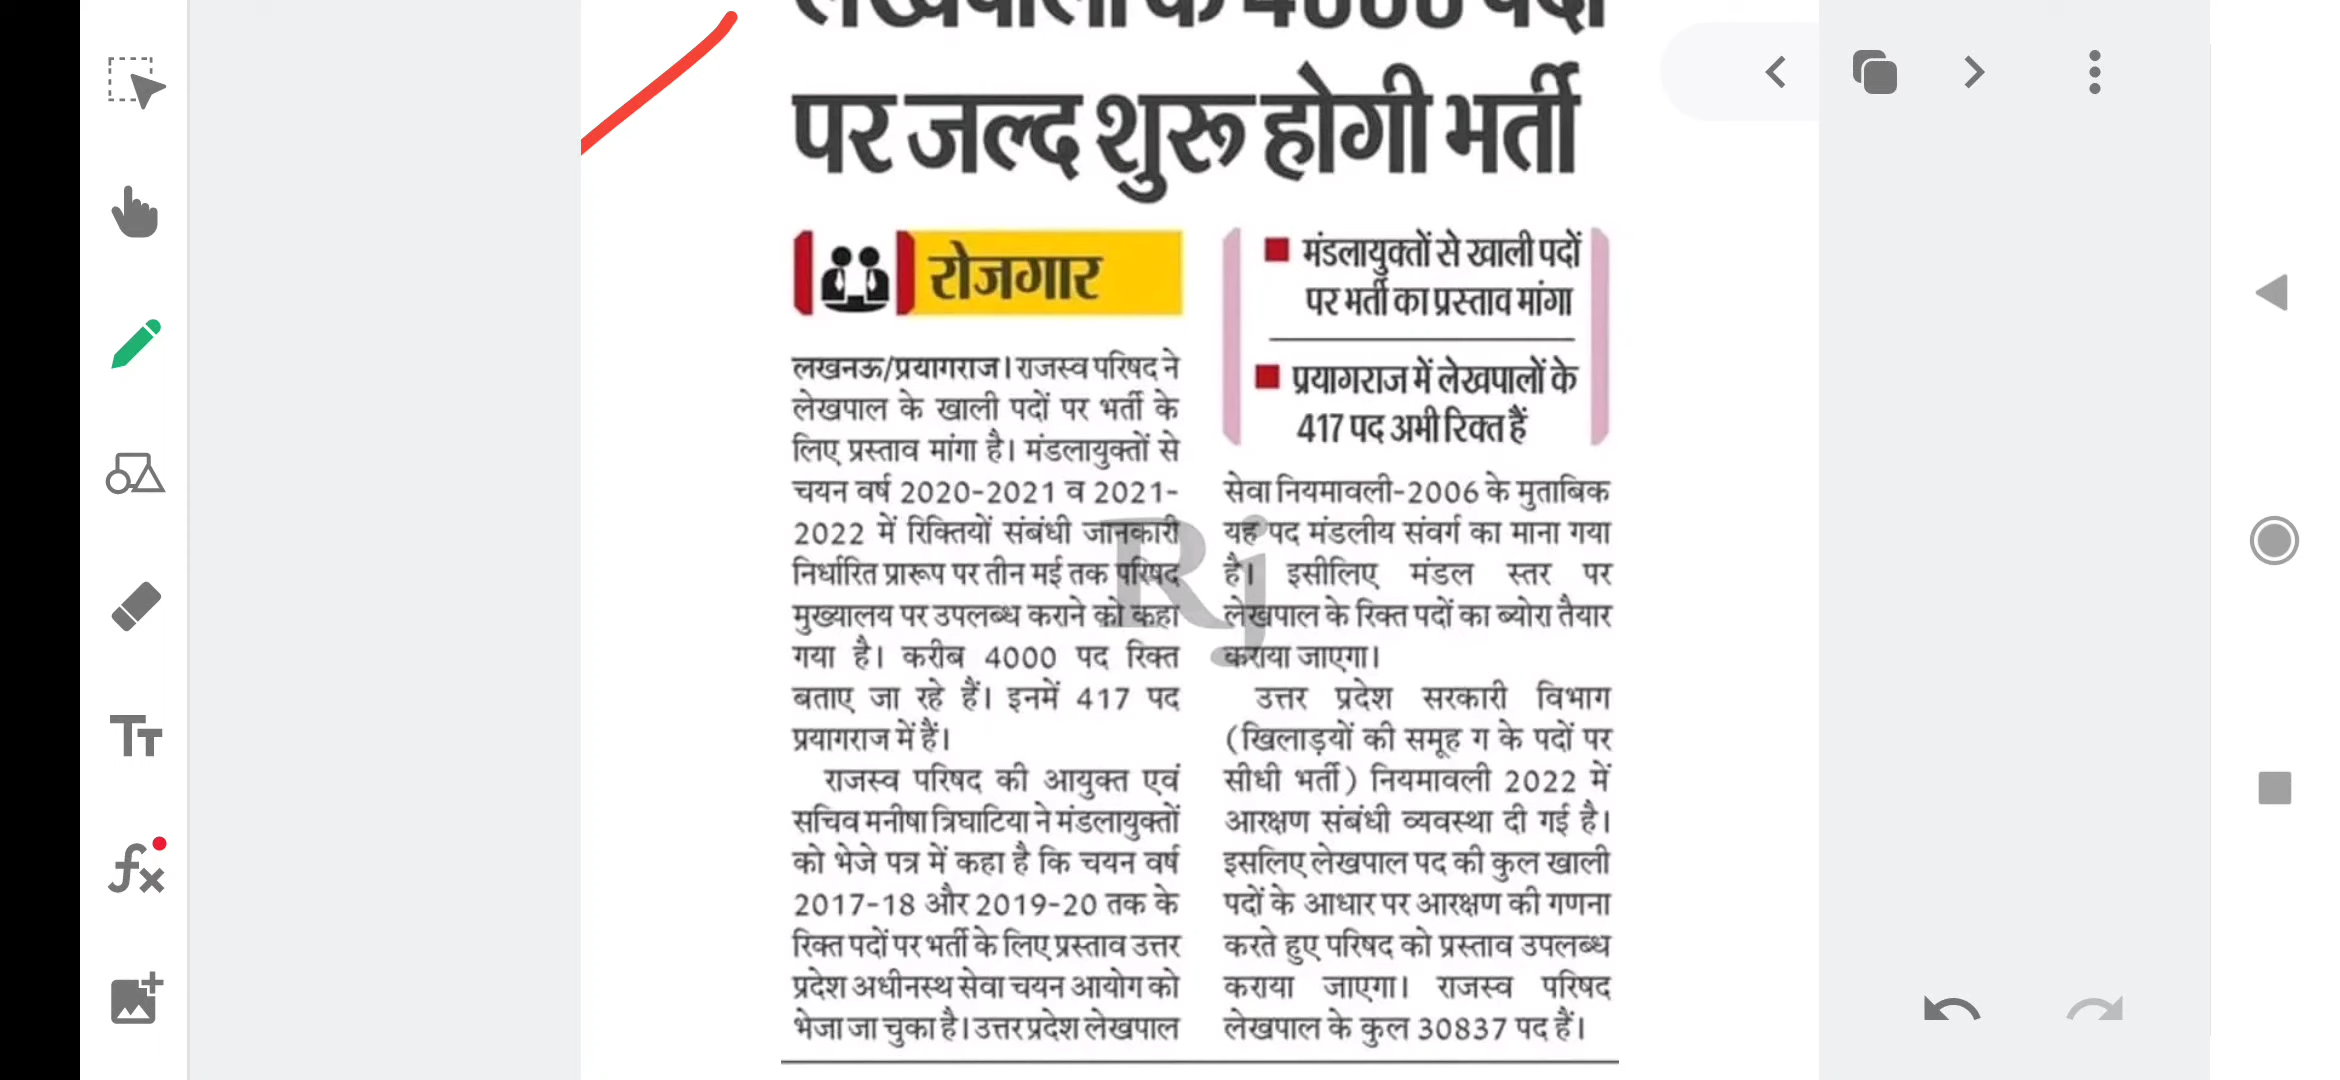 लेखपालों के 4000 पदों
पर जल्द शुरू होगी भर्ती
रोजगार
मंडलायुक्तों से खाली पदों
पर भर्ती का प्रस्ताव मांगा
प्रयागराज में लेखपालों के
417 पद अभी रिक्त हैं
लखनऊ/प्रयागराज। राजस्व परिषद ने
लेखपाल के खाली पदों पर भर्ती के
लिए प्रस्ताव मांगा है। मंडलायुक्तों से
चयन वर्ष 2020-2021 व 2021-
2022 में रिक्तियों संबंधी जानकारी
निर्धारित प्रारूप पर तीन मई तक परिषद
मुख्यालय पर उपलब्ध कराने को कहा
गया है। करीब 4000 पद रिक्त
बताए जा रहे हैं। इनमें 417 पद
प्रयागराज में हैं।
राजस्व परिषद की आयुक्त एवं
सचिव मनीषा त्रिघाटिया ने मंडलायुक्तों
को भेजे पत्र में कहा है कि चयन वर्ष
2017-18 और 2019-20 तक के
रिक्त पदों पर भर्ती के लिए प्रस्ताव उत्तर
प्रदेश अधीनस्थ सेवा चयन आयोग को
भेजा जा चुका है। उत्तर प्रदेश लेखपाल
सेवा नियमावली-2006 के मुताबिक
यह पद मंडलीय संवर्ग का माना गया
है। इसीलिए मंडल स्तर पर
लेखपाल के रिक्त पदों का ब्योरा तैयार
कराया जाएगा।
उत्तर प्रदेश सरकारी विभाग
(खिलाड़यों की समूह ग के पदों पर
सीधी भर्ती) नियमावली 2022 में
आरक्षण संबंधी व्यवस्था दी गई है।
इसलिए लेखपाल पद की कुल खाली
पदों के आधार पर आरक्षण की गणना
करते हुए परिषद को प्रस्ताव उपलब्ध
कराया जाएगा। राजस्व परिषद
लेखपाल के कुल 30837 पद हैं।
Rj
TT
fx